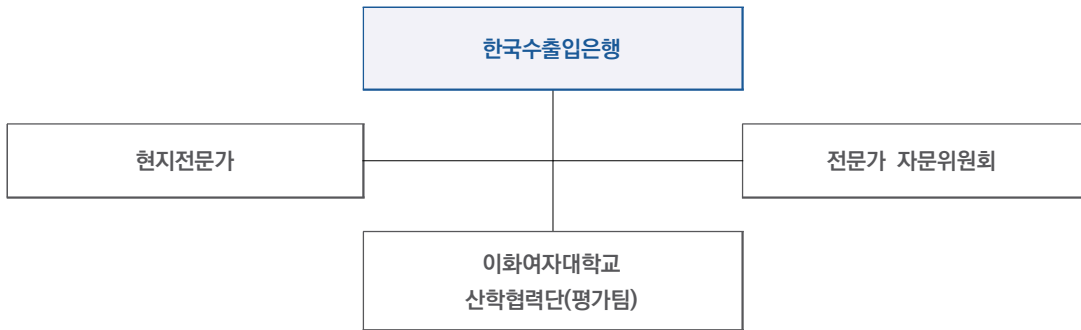 한국수출입은행
현지전문가
전문가 자문위원회
이화여자대학교
산학협력단(평가팀)